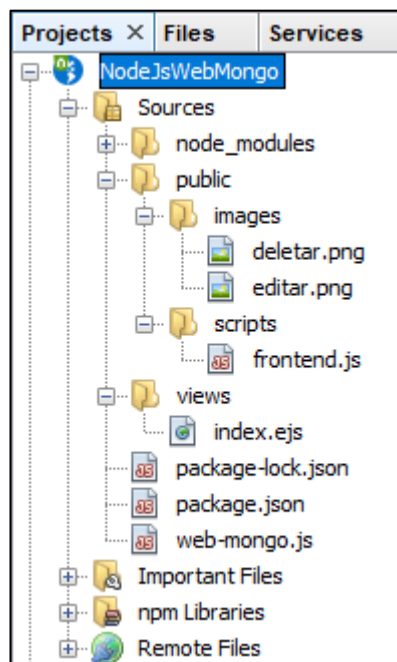 Projects Files Services
NodeJsWebMongo
Sources
node_modules
public
images
deletar.png
editar.png
scripts
frontend.js
views
index.ejs
package-lock.json
package.json
web-mongo.js
Important Files
npm Libraries
Remote Files